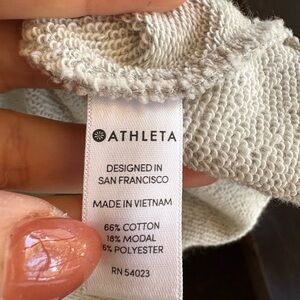 ATHLETA
DESIGNED IN
SAN FRANCISCO
MADE IN VIETNAM
66% COTTON
18% MODAL
6% POLYESTER
RN 54023